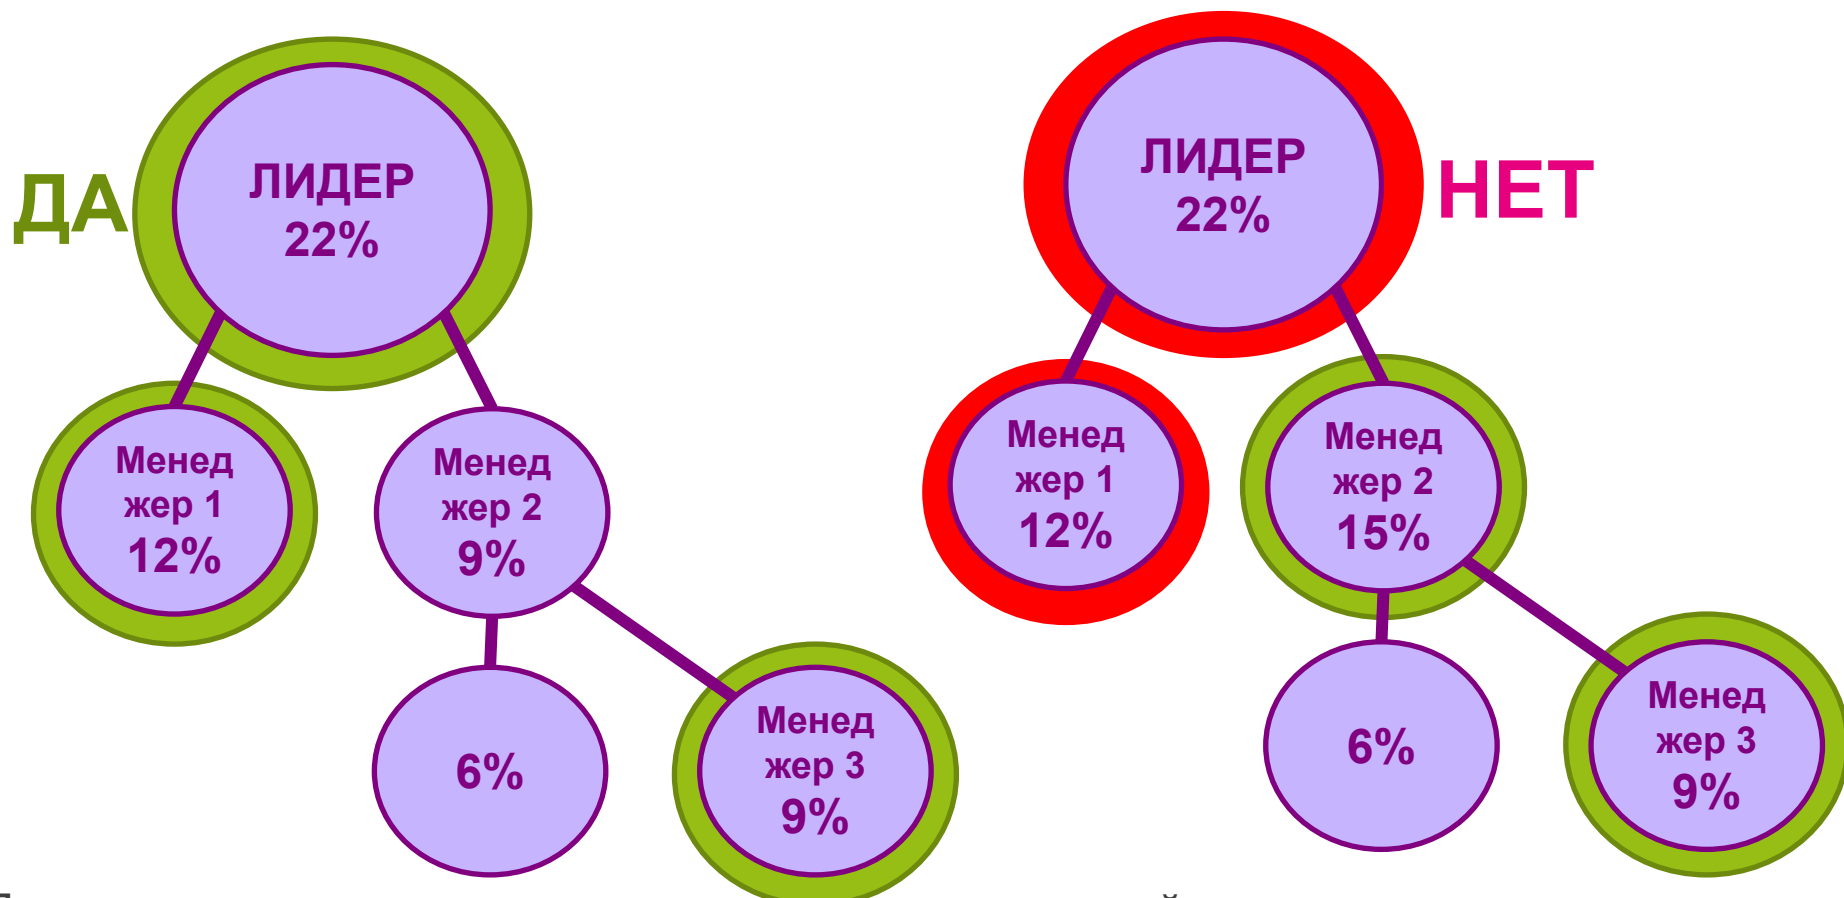 ДА
ЛИДЕР
22%
Менед
жер 1
12%
Менед
жер 2
9%
6%
Менед
жер 3
9%
ЛИДЕР
22%
НЕТ
Менед
жер 1
12%
Менед
жер 2
15%
6%
Менед
жер 3
9%